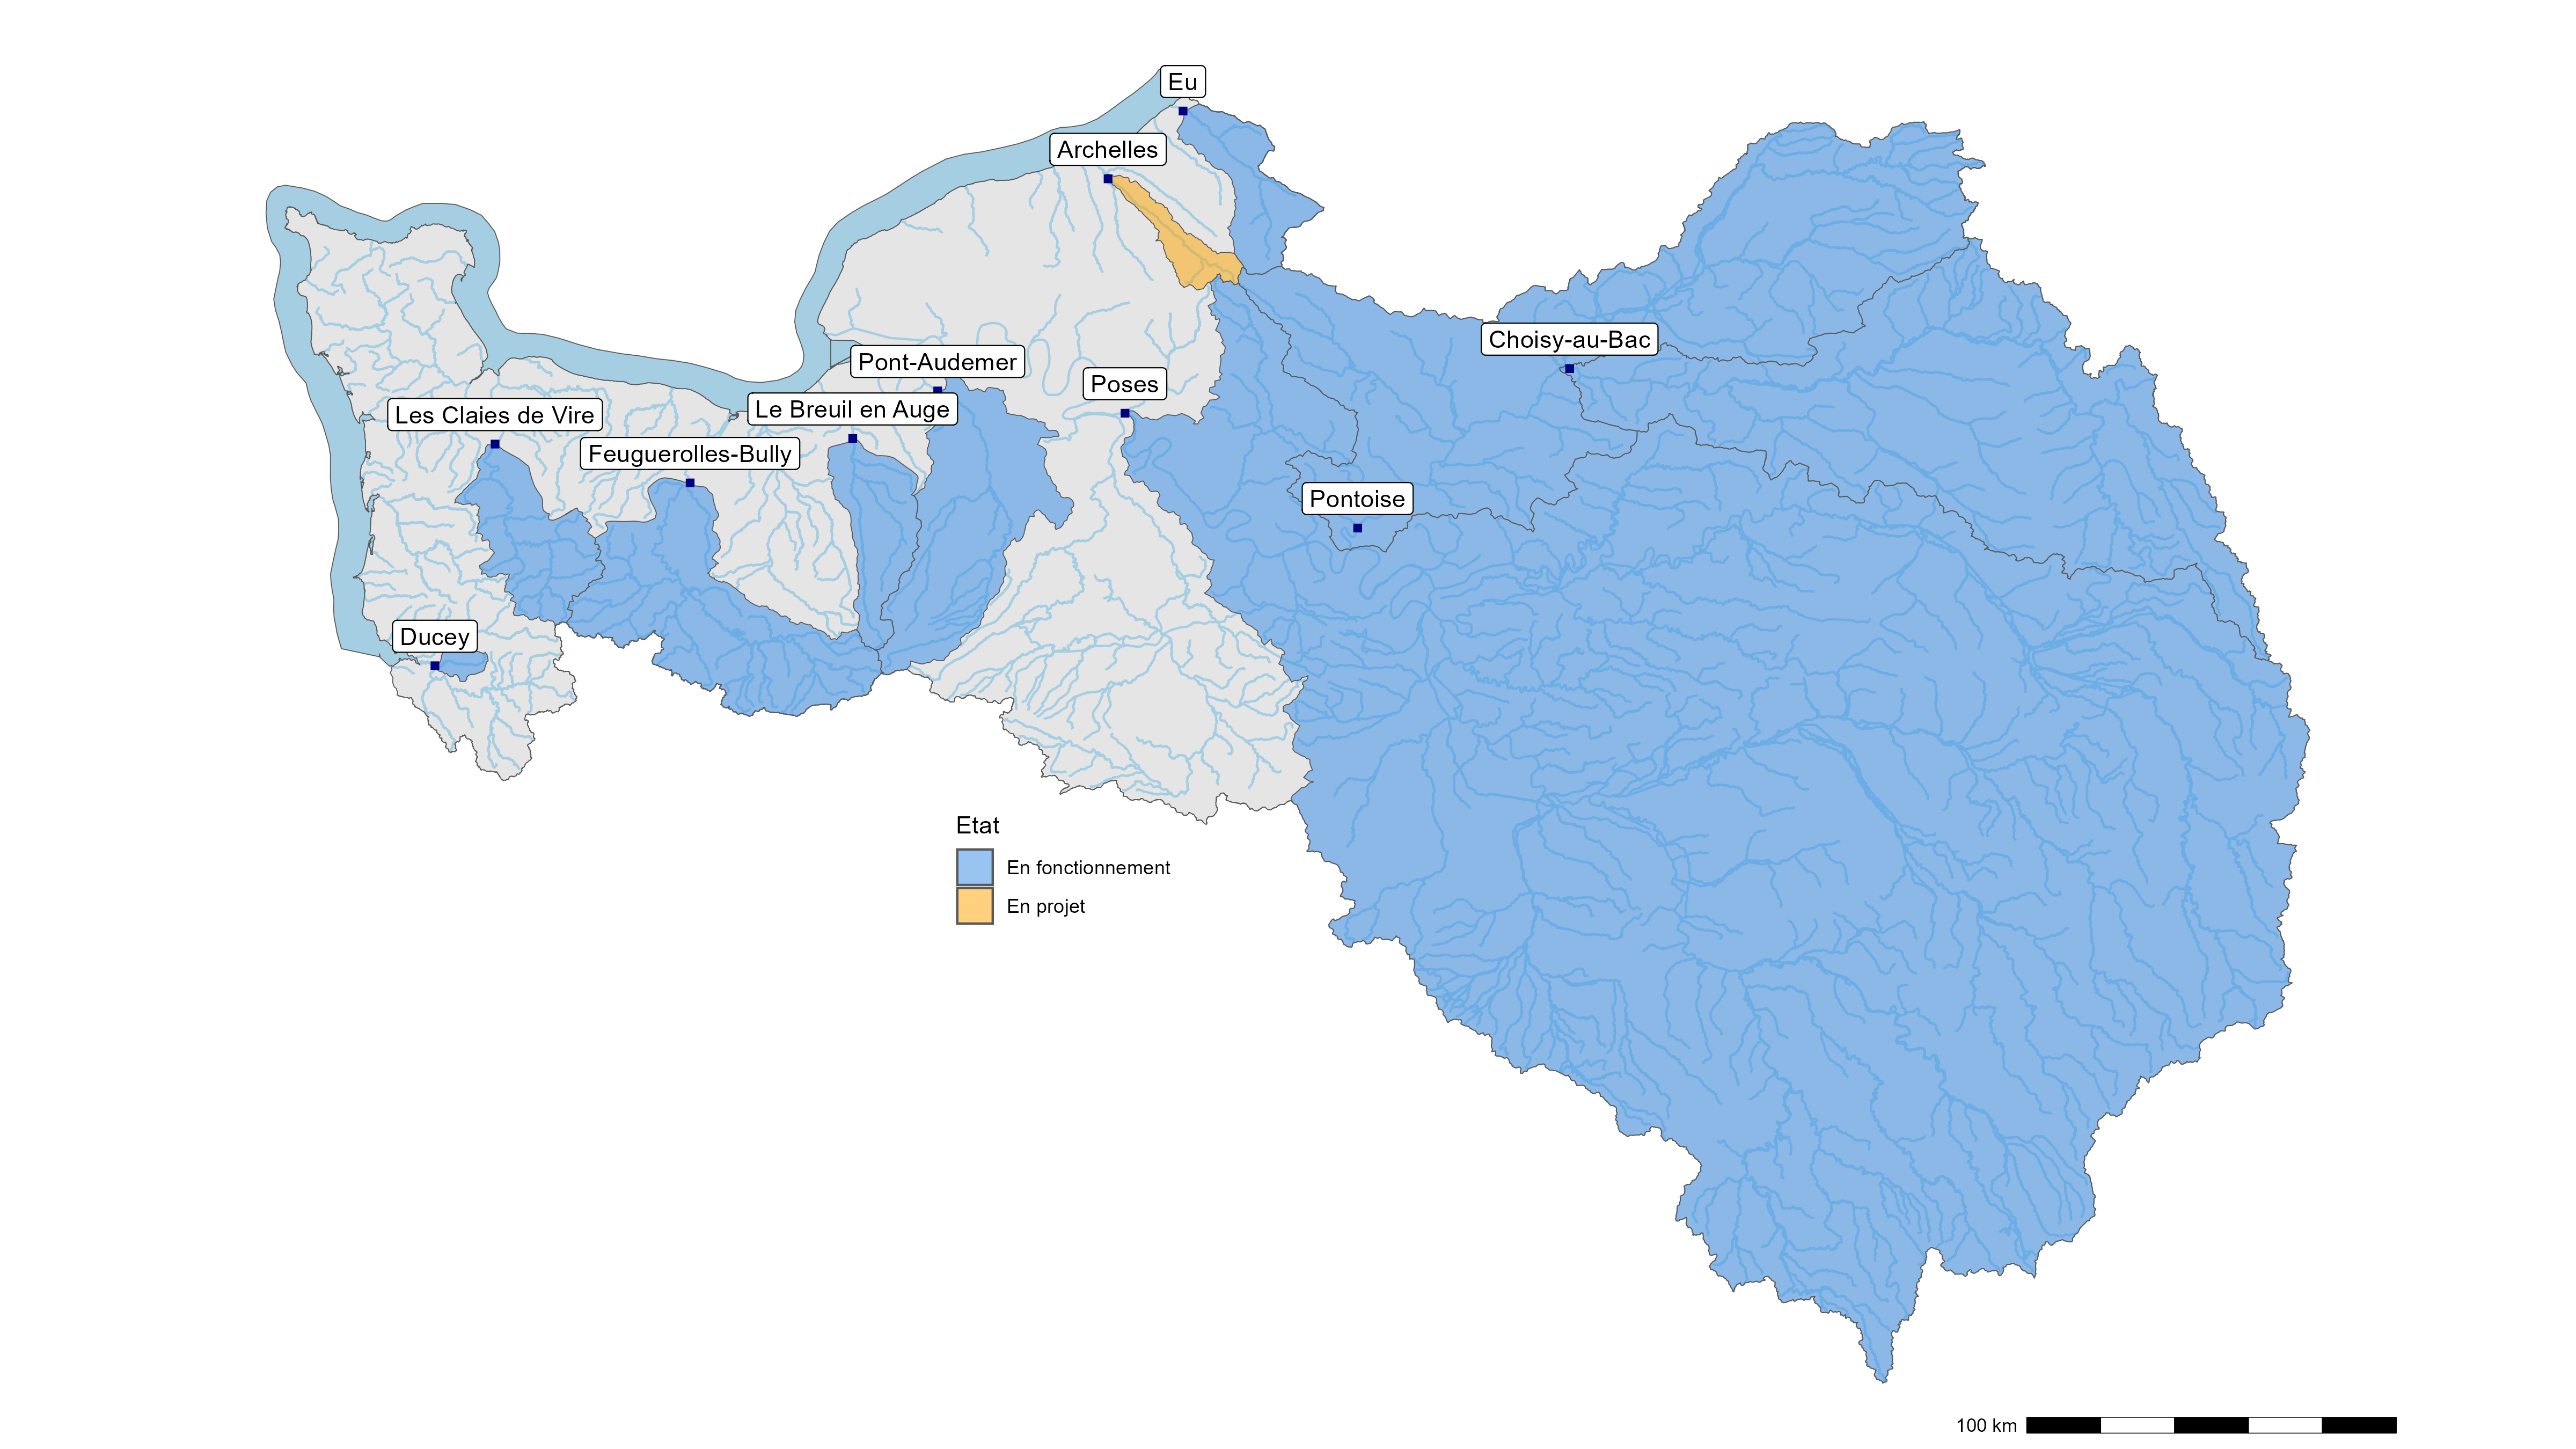 Eu
Archelles
Choisy-au-Bac
Pont-Audemer
Poses
Le Breuil en Auge
Les Claies de Vire
Feuguerolles-Bully
Pontoise
Ducey
Etat
En fonctionnement
En projet
100 km